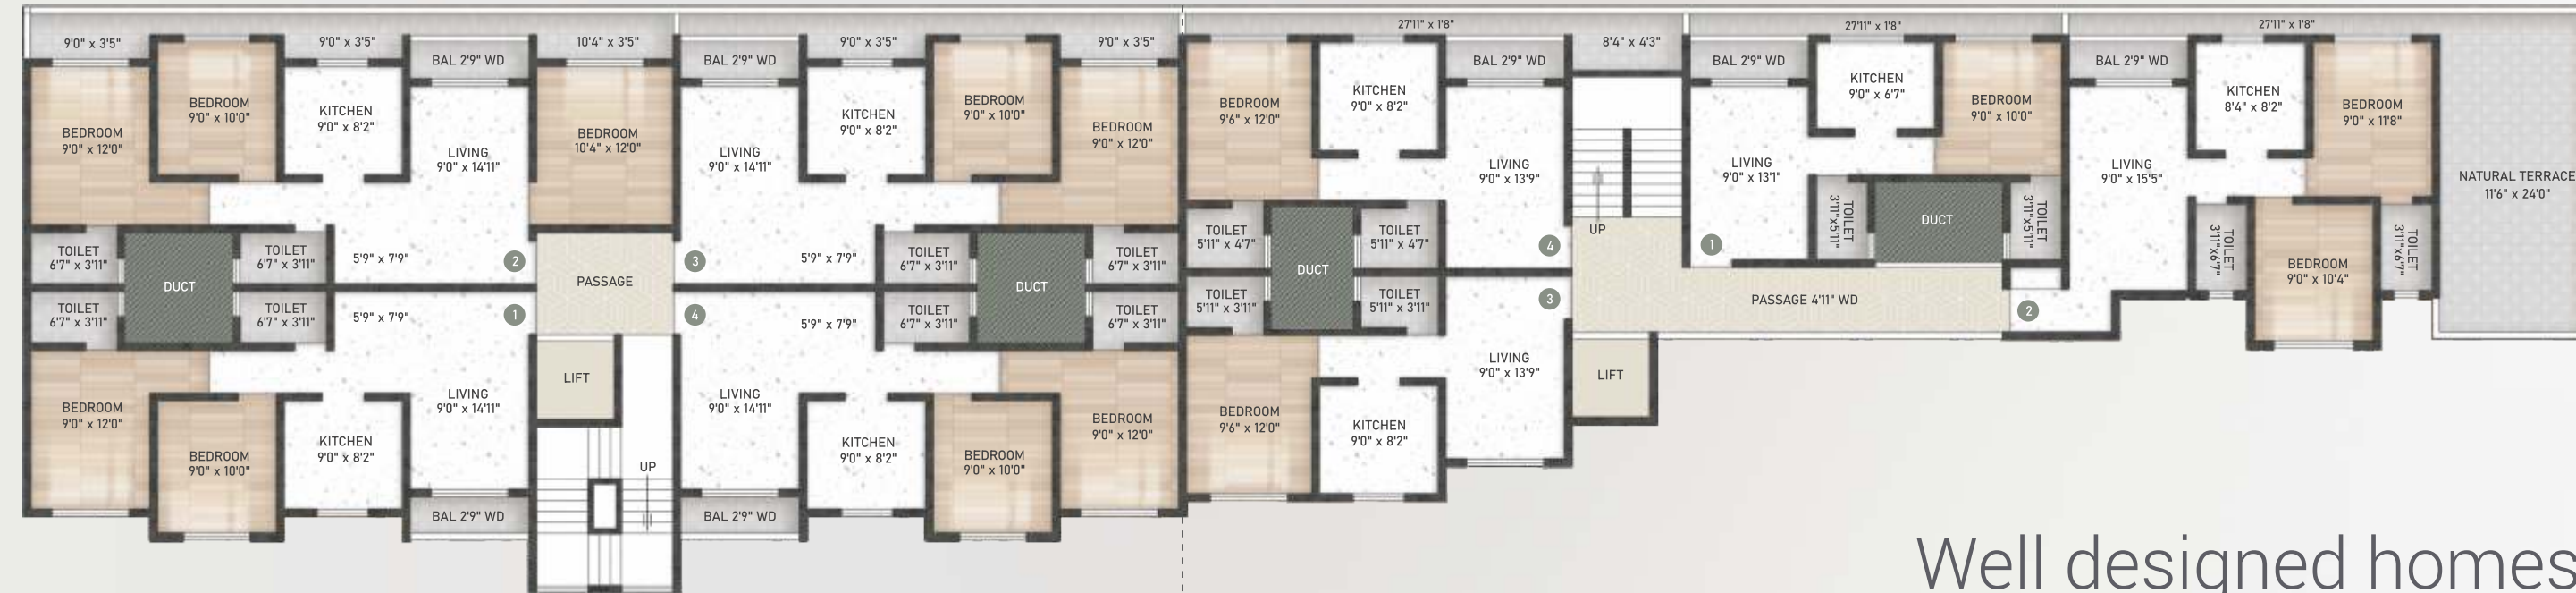 27'11" x 1'8"
27'11" x 1'8"
27'11" x 1'8"
9'0" x 3'5"
9'0" x 3'5"
10'4" x 3'5"
9'0" x 3'5"
9'0" x 3'5"
8'4" x 4'3"
BAL 2'9" WD
BAL 2'9" WD
BAL 2'9" WD
BAL 2'9" WD
BAL 2'9" WD
BEDROOM
9'0" x 12'0"
BEDROOM
9'0" x 10'0"
KITCHEN
9'0" x 8'2"
LIVING
9'0" x 14'11"
BEDROOM
10'4" x 12'0"
LIVING
9'0" x 14'11"
KITCHEN
9'0" x 8'2"
BEDROOM
9'0" x 10'0"
BEDROOM
9'0" x 12'0"
BEDROOM
9'6" x 12'0"
KITCHEN
9'0" x 8'2"
LIVING
9'0" x 13'9"
LIVING
9'0" x 13'1"
KITCHEN
9'0" x 6'7"
BEDROOM
9'0" x 10'0"
LIVING
9'0" x 15'5"
KITCHEN
8'4" x 8'2"
BEDROOM
9'0" x 11'8"
NATURAL TERRACE
11'6" x 24'0"
TOILET
6'7" x 3'11"
TOILET
6'7" x 3'11"
5'9" x 7'9"
2
3
5'9" x 7'9"
TOILET
6'7" x 3'11"
TOILET
6'7" x 3'11"
TOILET
5'11" x 4'7"
TOILET
5'11" x 4'7"
4
UP
1
TOILET
3'11"x5'11"
DUCT
TOILET
3'11"x5'11"
TOILET
3'11"x6'7"
BEDROOM
9'0" x 10'4"
TOILET
3'11"x6'7"
DUCT
PASSAGE
DUCT
DUCT
PASSAGE 4'11" WD
2
TOILET
6'7" x 3'11"
TOILET
6'7" x 3'11"
5'9" x 7'9"
1
4
5'9" x 7'9"
TOILET
6'7" x 3'11"
TOILET
6'7" x 3'11"
TOILET
5'11" x 3'11"
TOILET
5'11" x 3'11"
3
LIFT
LIFT
BEDROOM
9'0" x 12'0"
BEDROOM
9'0" x 10'0"
KITCHEN
9'0" x 8'2"
LIVING
9'0" x 14'11"
UP
LIVING
9'0" x 14'11"
KITCHEN
9'0" x 8'2"
BEDROOM
9'0" x 10'0"
BEDROOM
9'0" x 12'0"
BEDROOM
9'6" x 12'0"
KITCHEN
9'0" x 8'2"
LIVING
9'0" x 13'9"
BAL 2'9" WD
BAL 2'9" WD
Well designed homes